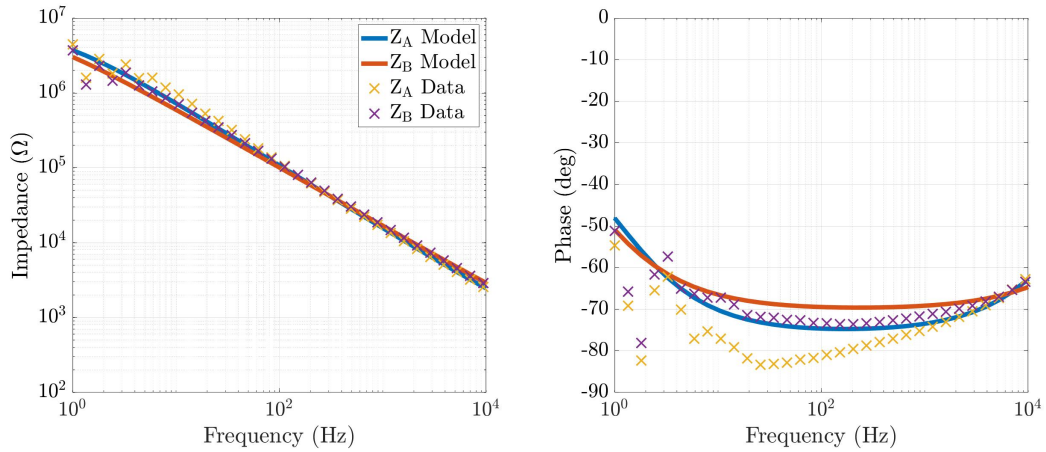 10^7
10^6
10^5
10^4
10^3
10^2
Impedance (Ω)
10^0
10^2
10^4
Frequency (Hz)
Z_A Model
Z_B Model
Z_A Data
Z_B Data
0
-10
-20
-30
-40
-50
-60
-70
-80
-90
Phase (deg)
10^0
10^2
10^4
Frequency (Hz)